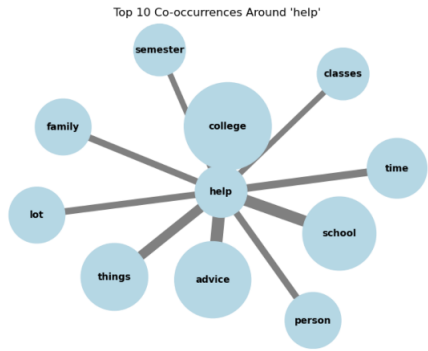 Top 10 Co-occurrences Around 'help'
semester
classes
college
family
time
help
lot
school
things
advice
person